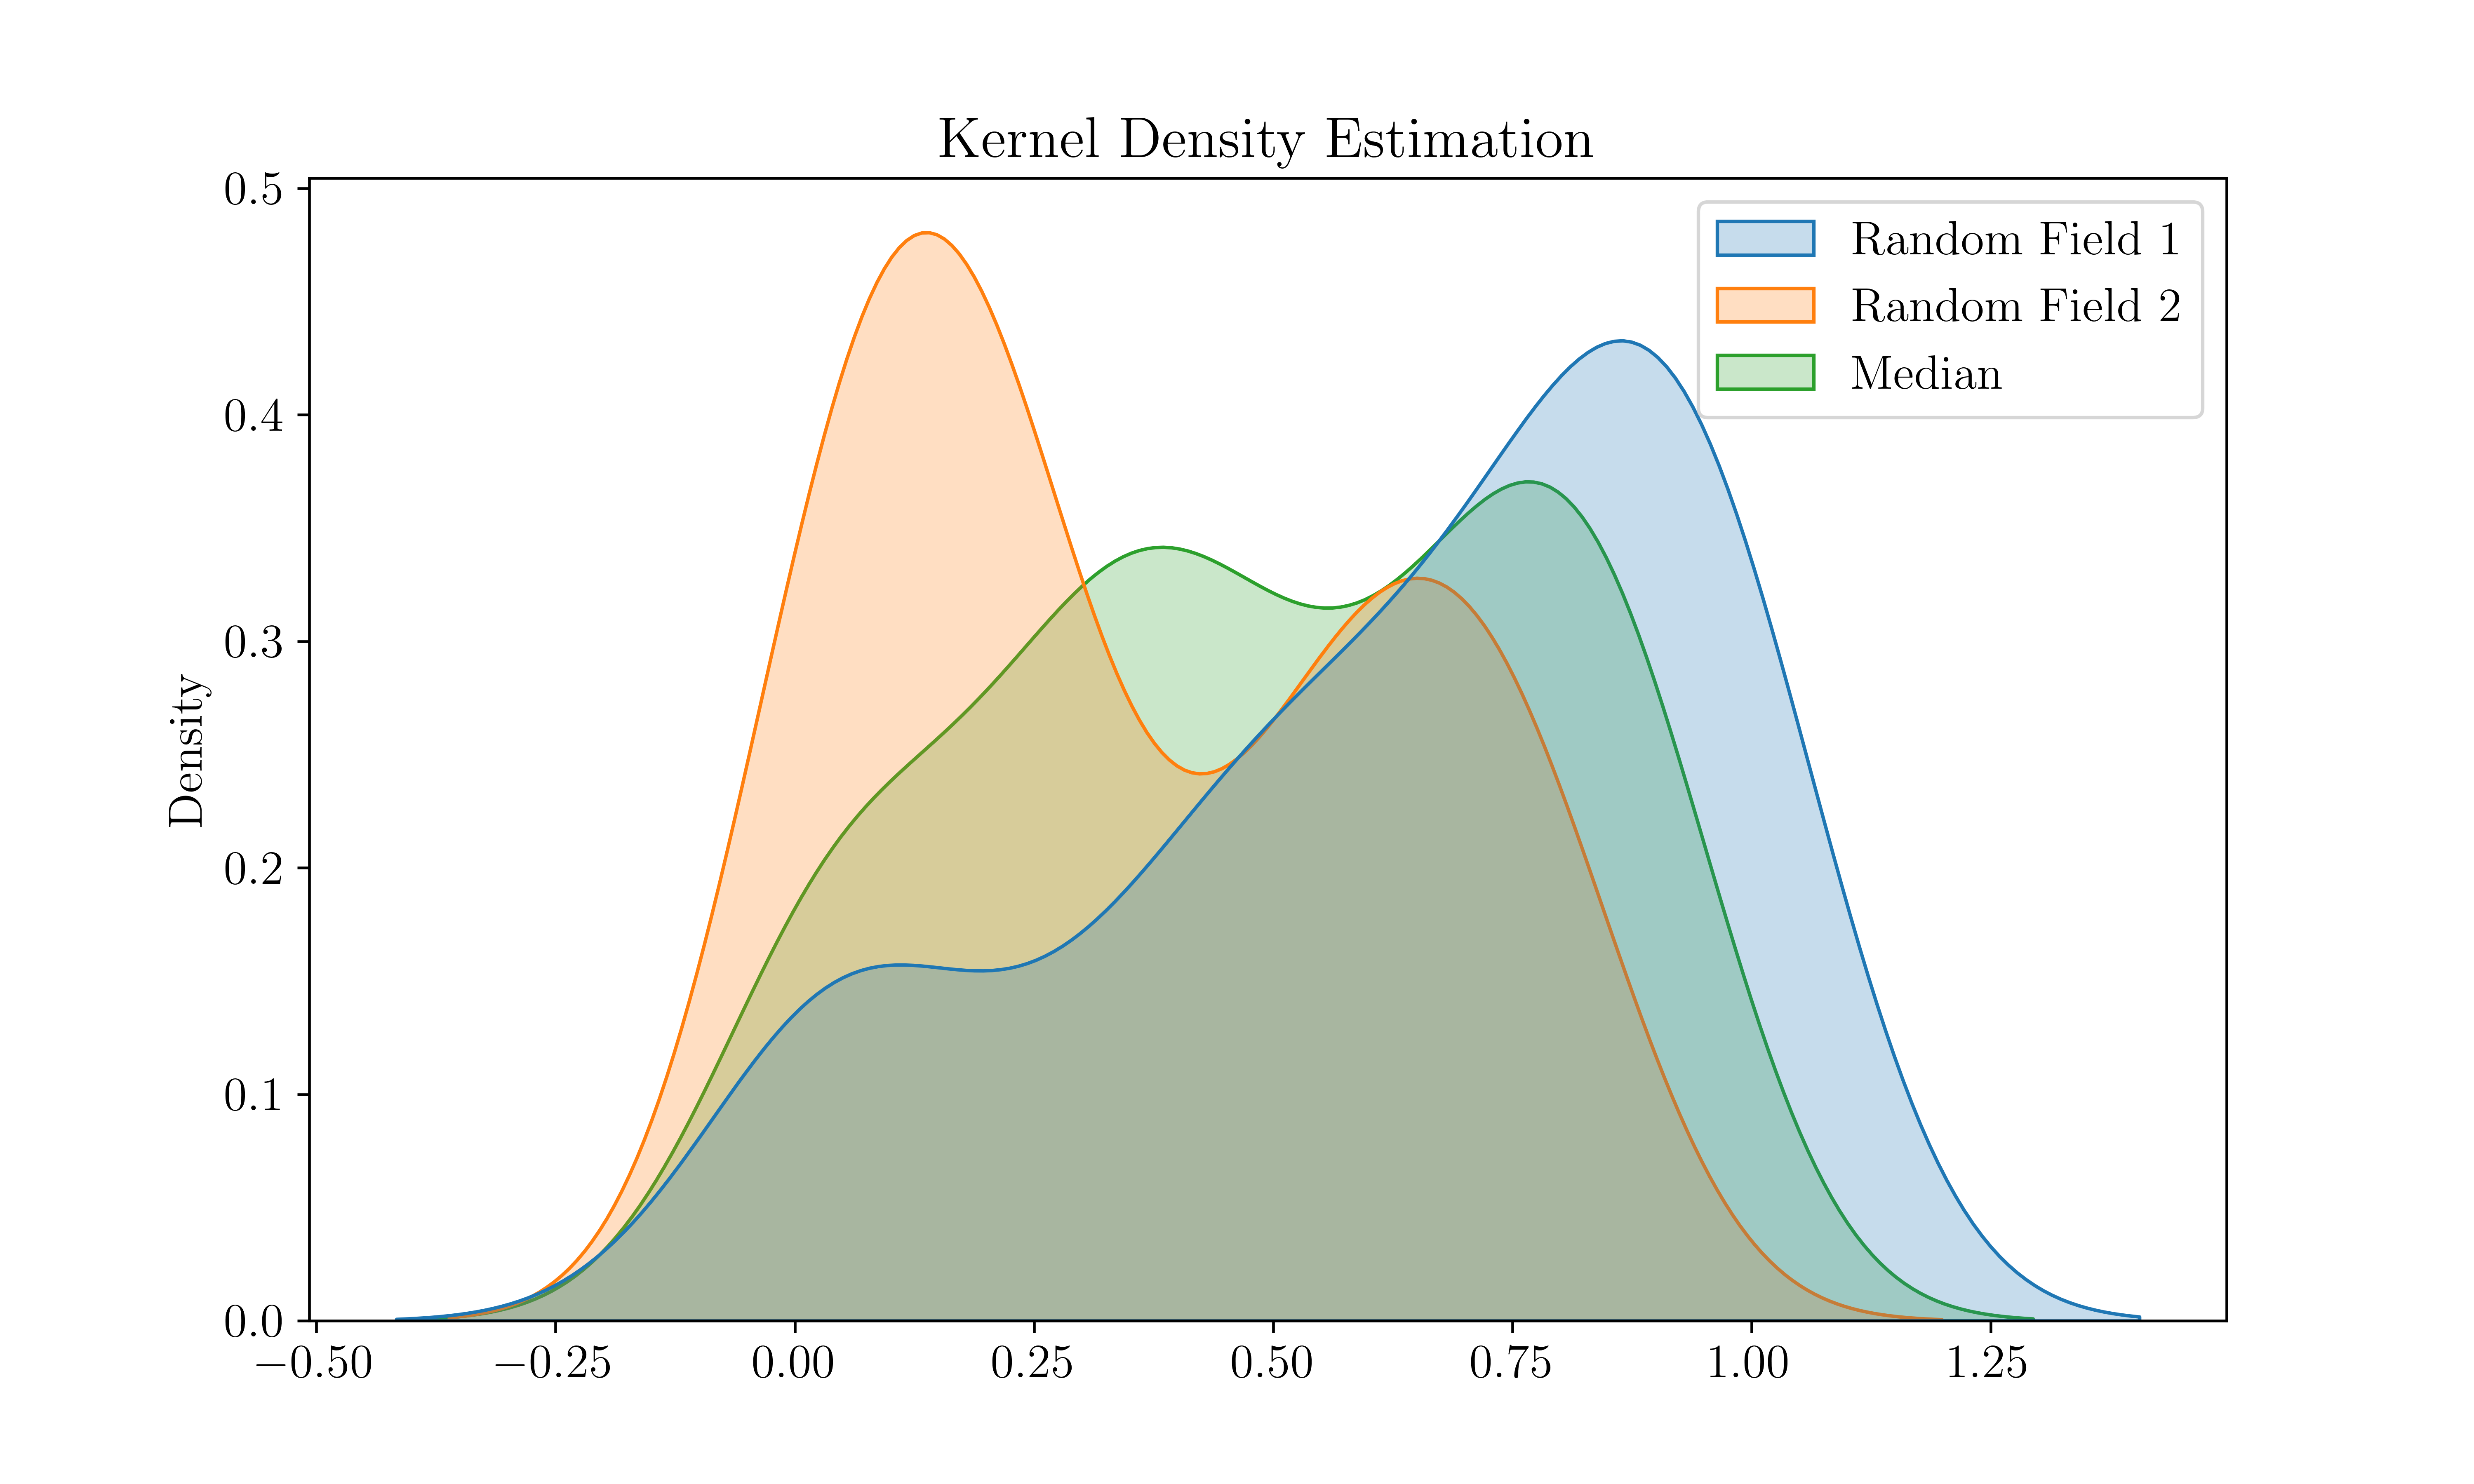 Kernel Density Estimation
Random Field 1
Random Field 2
Median
Density
0.5
0.4
0.3
0.2
0.1
0.0
−0.50 −0.25 0.00 0.25 0.50 0.75 1.00 1.25